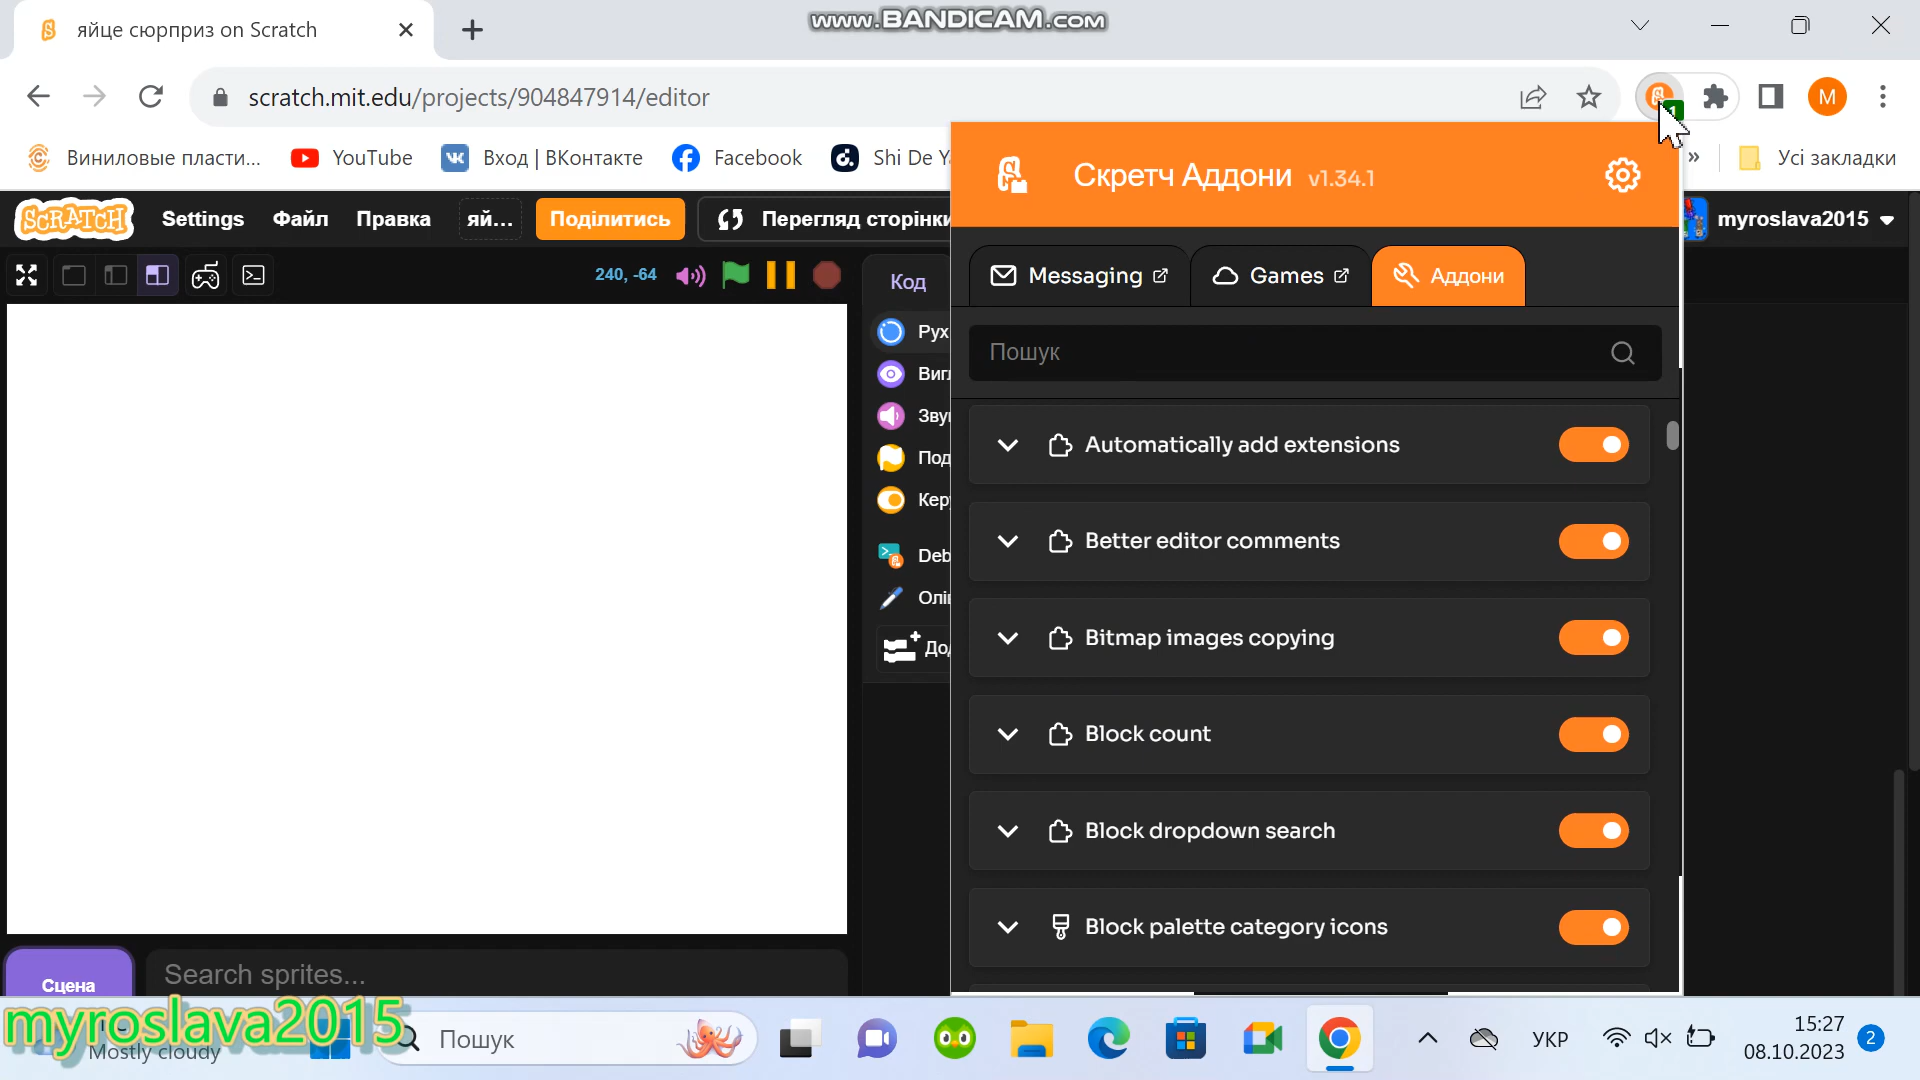 яйце сюрприз on Scratch
www.BANDICAM.com
scratch.mit.edu/projects/904847914/editor
1
M
Виниловые пласти...
YouTube
Вход | ВКонтакте
Facebook
Shi De Y
»
Усі закладки
Скретч Аддони v1.34.1
SCRATCH
Settings
Файл
Правка
яй...
Поділитись
Перегляд сторінки
myroslava2015
Messaging
Games
Аддони
240, -64
Код
Пошук
Рух
Виг
Зву
Под
Кер
Deb
Олі
До
Automatically add extensions
Better editor comments
Bitmap images copying
Block count
Block dropdown search
Block palette category icons
Сцена
Search sprites...
myroslava2015
Mostly cloudy
Пошук
УКР
15:27
08.10.2023
2